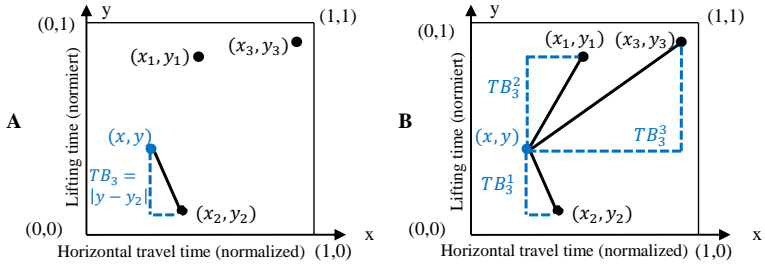 A
y
(0,1)
(1,1)
Lifting time (normiert)
(x₁, y₁)
(x₃, y₃)
(x, y)
TB₃ =
|y − y₂|
(x₂, y₂)
(0,0)
x
Horizontal travel time (normalized)
(1,0)
B
y
(0,1)
(1,1)
Lifting time (normiert)
(x₁, y₁)
(x₃, y₃)
TB₃²
(x, y)
TB₃³
TB₃¹
(x₂, y₂)
(0,0)
x
Horizontal travel time (normalized)
(1,0)